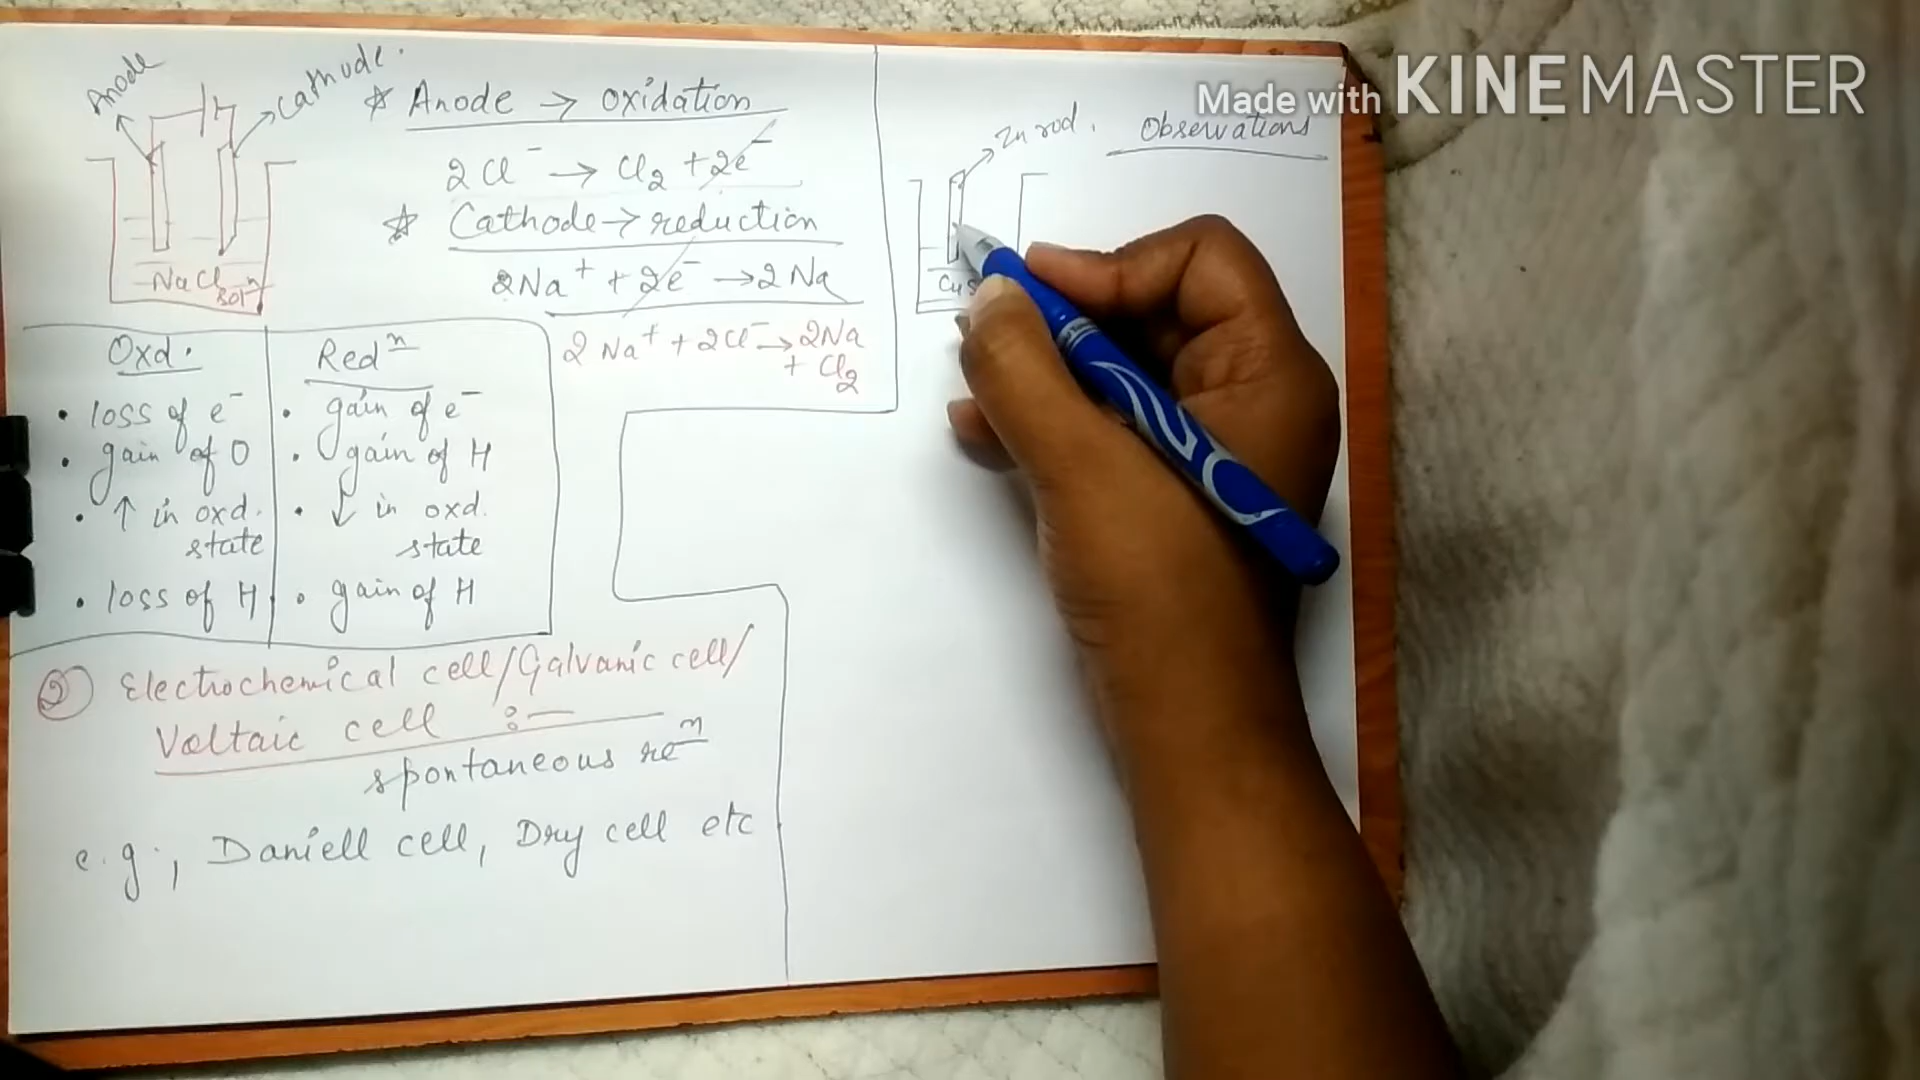 Made with KINEMASTER
Anode
Cathode.
☆ Anode → oxidation
2Cl⁻ → Cl₂ + 2e⁻
☆ Cathode → reduction
2Na⁺ + 2e⁻ → 2Na
2Na⁺ + 2Cl⁻ → 2Na
+ Cl₂
NaCl
solⁿ
Oxd.
• loss of e⁻
• gain of O
• ↑ in oxd.
state
• loss of H
Redⁿ
• gain of e⁻
• gain of H
• ↓ in oxd.
state
• gain of H
② Electrochemical cell/Galvanic cell/
Voltaic cell :—
spontaneous reⁿ
e.g., Daniell cell, Dry cell etc
Zn rod.
CuS
Observations